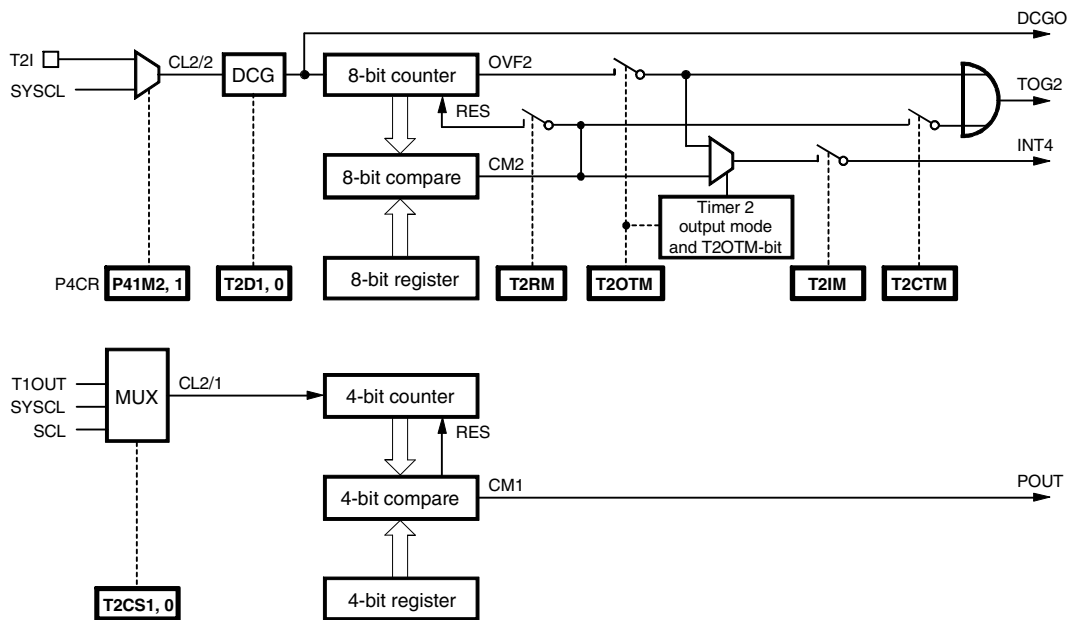 DCGO
T2I
CL2/2
DCG
8-bit counter
OVF2
TOG2
SYSCL
RES
INT4
8-bit compare
CM2
Timer 2
output mode
and T2OTM-bit
P4CR
P41M2, 1
T2D1, 0
8-bit register
T2RM
T2OTM
T2IM
T2CTM
T1OUT
SYSCL
SCL
MUX
CL2/1
4-bit counter
RES
4-bit compare
CM1
POUT
T2CS1, 0
4-bit register